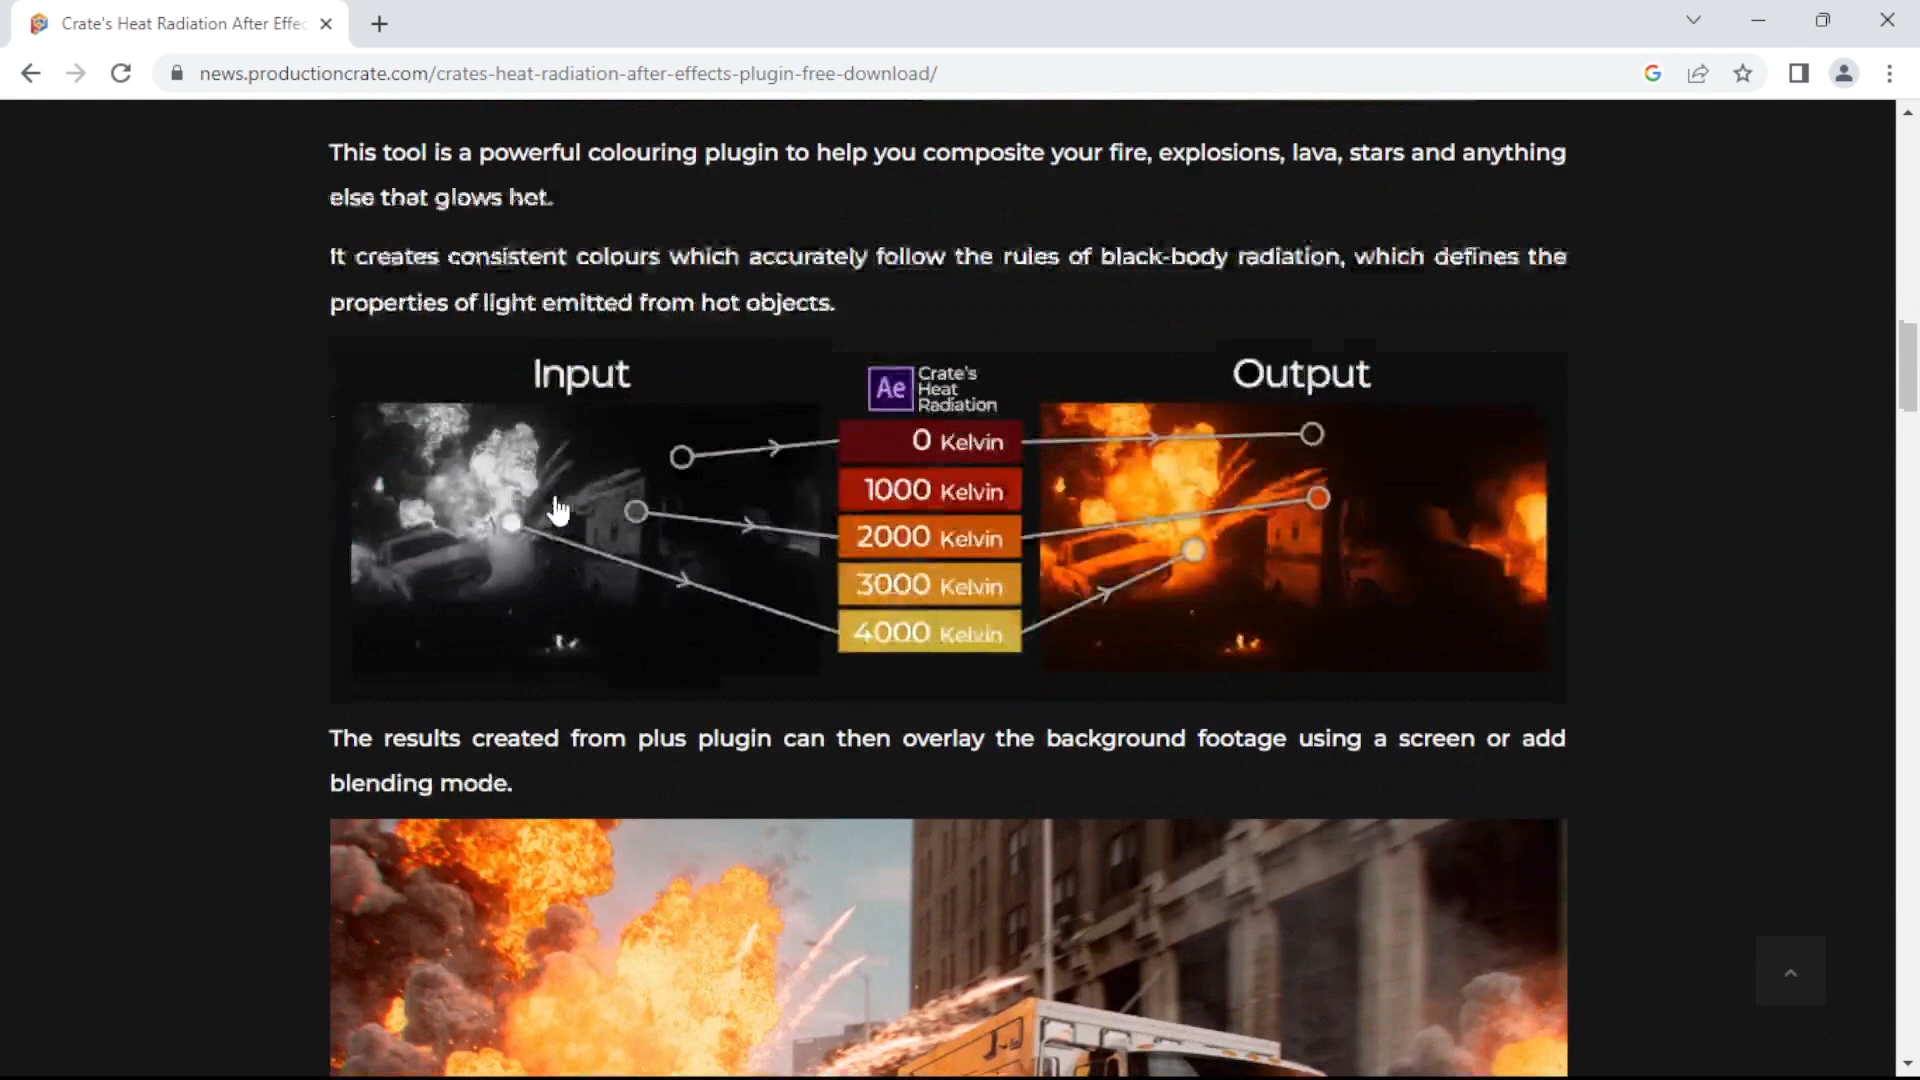 Crate's Heat Radiation After Effec
news.productioncrate.com/crates-heat-radiation-after-effects-plugin-free-download/
This tool is a powerful colouring plugin to help you composite your fire, explosions, lava, stars and anything
else that glows hot.
It creates consistent colours which accurately follow the rules of black-body radiation, which defines the
properties of light emitted from hot objects.
Input
Ae
Crate's
Heat
Radiation
Output
0 Kelvin
1000 Kelvin
2000 Kelvin
3000 Kelvin
4000 Kelvin
The results created from plus plugin can then overlay the background footage using a screen or add
blending mode.